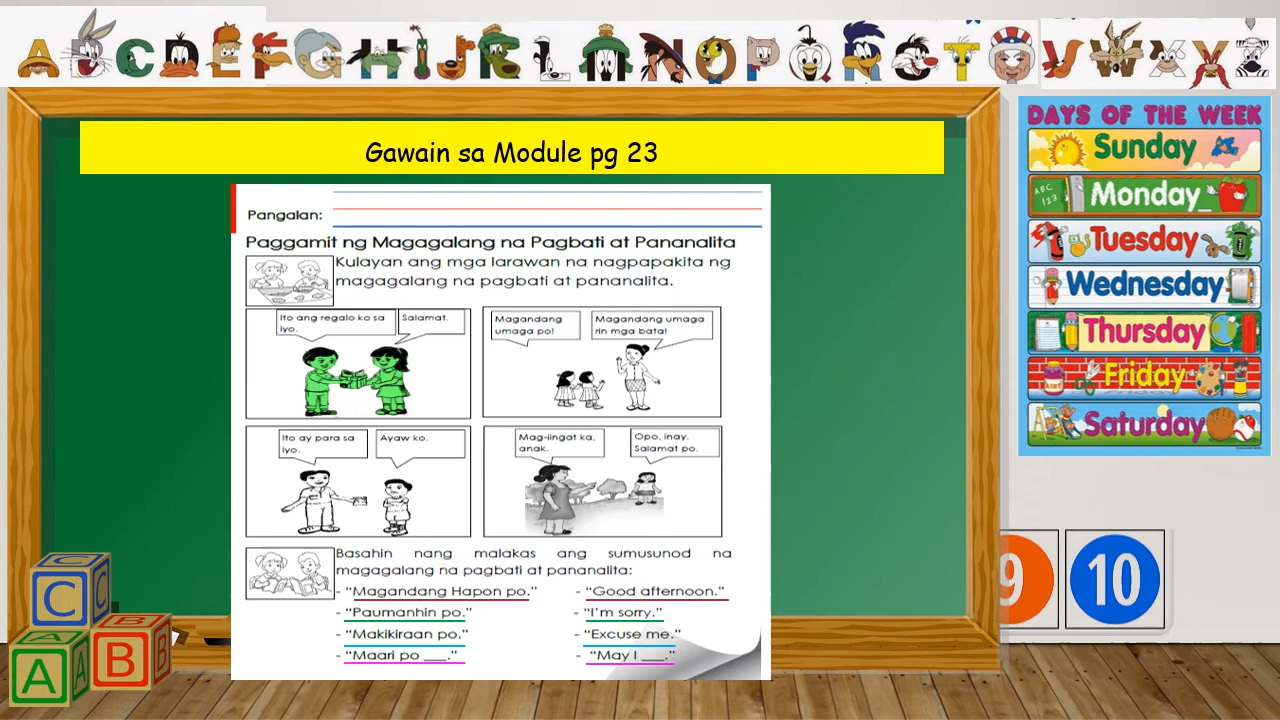 A B C D E F G H I J K L M N O P Q R S T U V W X Y Z
Gawain sa Module pg 23
Pangalan:
Paggamit ng Magagalang na Pagbati at Pananalita
Kulayan ang mga larawan na nagpapakita ng
magagalang na pagbati at pananalita.
Ito ang regalo ko sa
iyo.
Salamat.
Magandang
umaga po!
Magandang umaga
rin mga bata!
Ito ay para sa
iyo.
Ayaw ko.
Mag-iingat ka,
anak.
Opo, inay.
Salamat po.
Basahin nang malakas ang sumusunod na
magagalang na pagbati at pananalita:
- “Magandang Hapon po.” - “Good afternoon.”
- “Paumanhin po.” - “I’m sorry.”
- “Makikiraan po.” - “Excuse me.”
- “Maari po ___.” - “May I ___.”
DAYS OF THE WEEK
Sunday
ABC
123
Monday
Tuesday
Wednesday
Thursday
Friday
Saturday
9 10
C C
A A B B